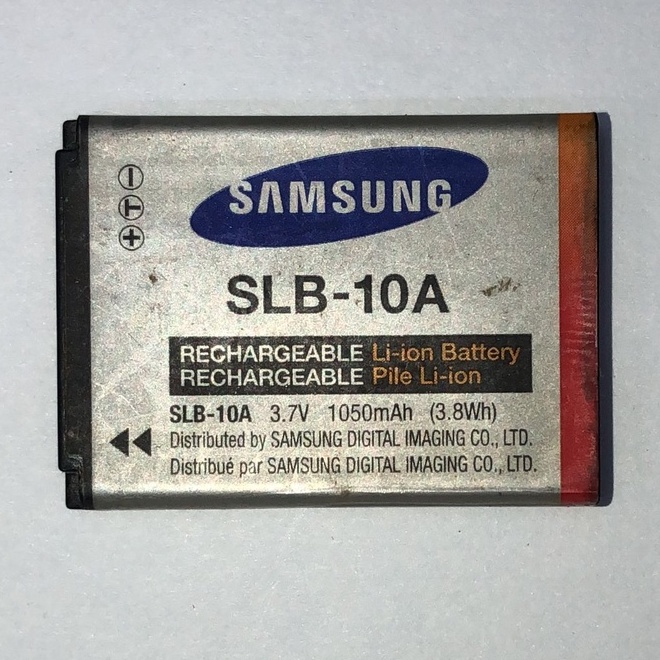 SAMSUNG
SLB-10A
RECHARGEABLE Li-ion Battery
RECHARGEABLE Pile Li-ion
SLB-10A 3.7V 1050mAh (3.8Wh)
Distributed by SAMSUNG DIGITAL IMAGING CO., LTD.
Distribué par SAMSUNG DIGITAL IMAGING CO., LTD.